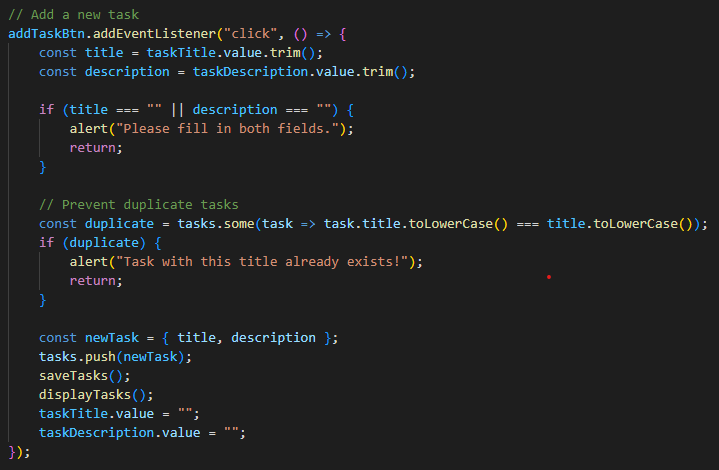 // Add a new task
addTaskBtn.addEventListener("click", () => {
    const title = taskTitle.value.trim();
    const description = taskDescription.value.trim();

    if (title === "" || description === "") {
        alert("Please fill in both fields.");
        return;
    }

    // Prevent duplicate tasks
    const duplicate = tasks.some(task => task.title.toLowerCase() === title.toLowerCase());
    if (duplicate) {
        alert("Task with this title already exists!");
        return;
    }

    const newTask = { title, description };
    tasks.push(newTask);
    saveTasks();
    displayTasks();
    taskTitle.value = "";
    taskDescription.value = "";
});